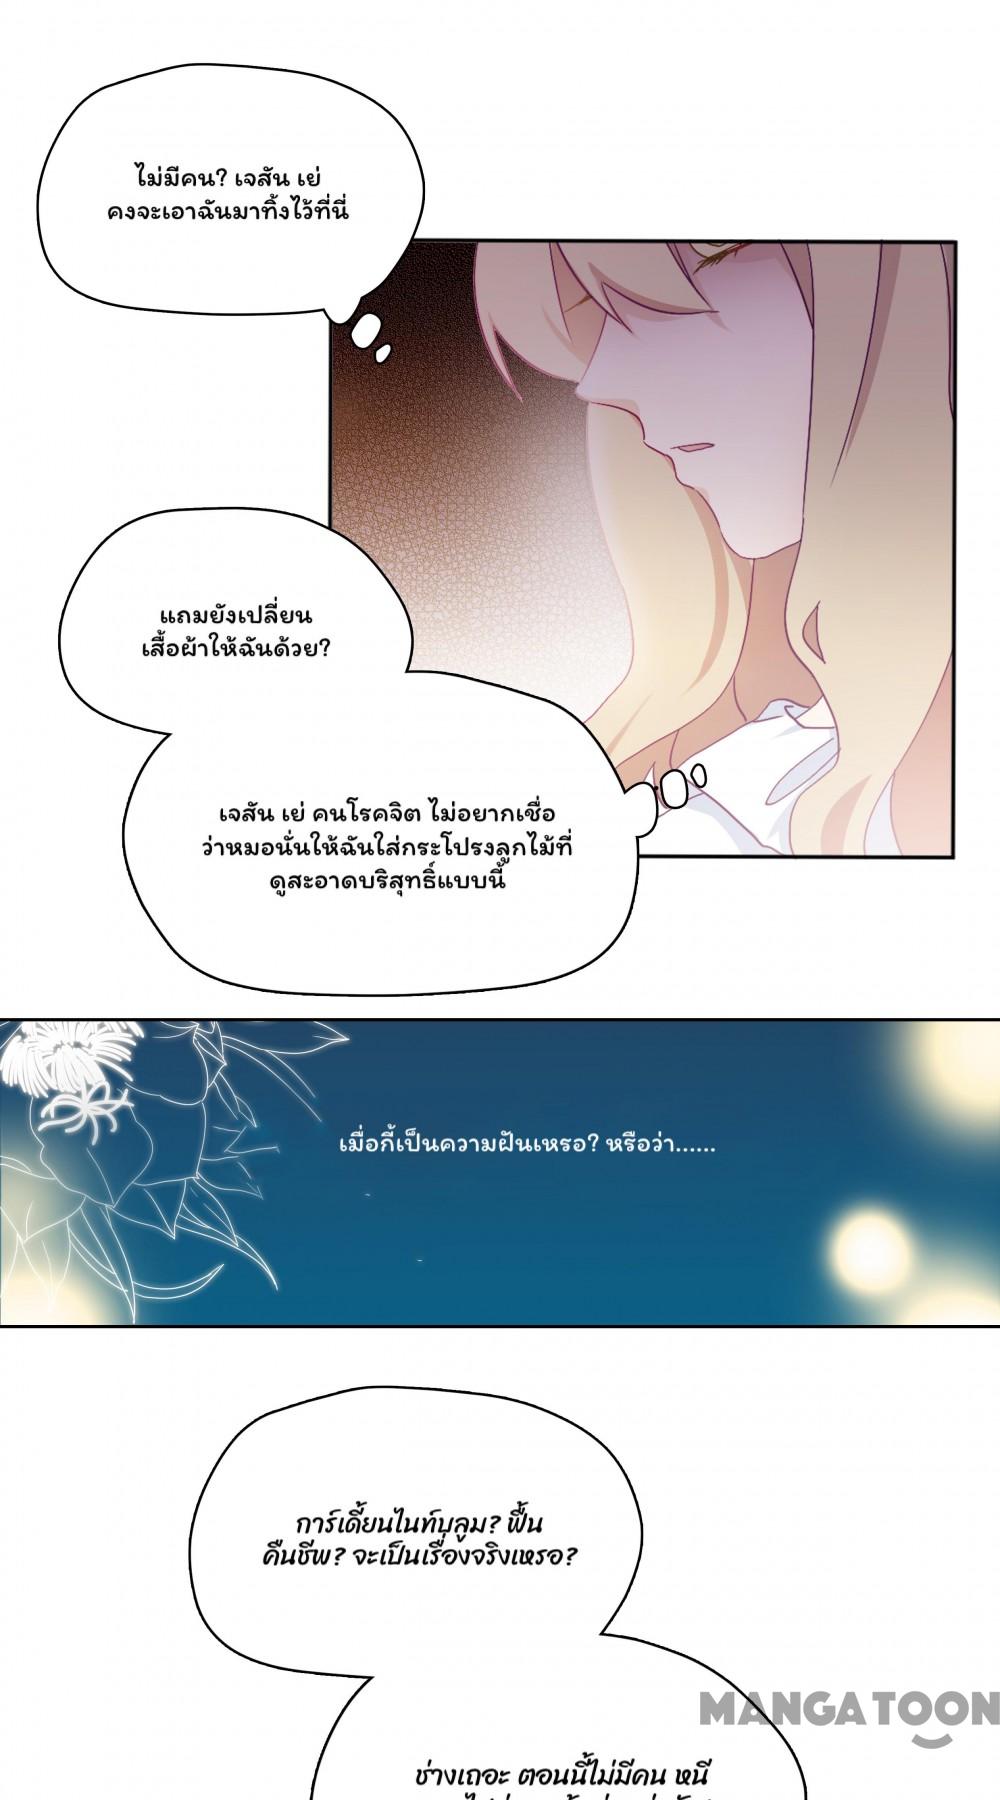 ไม่มีคน? เจสัน เย่
คงจะเอาฉันมาทิ้งไว้ที่นี่
แถมยังเปลี่ยน
เสื้อผ้าให้ฉันด้วย?
เจสัน เย่ คนโรคจิต ไม่อยากเชื่อ
ว่าหมอนั่นให้ฉันใส่กระโปรงลูกไม้ที่
ดูสะอาดบริสุทธิ์แบบนี้
เมื่อกี้เป็นความฝันเหรอ? หรือว่า......
การ์เดี้ยนไนท์บลูม? ฟื้น
คืนชีพ? จะเป็นเรื่องจริงเหรอ?
MANGATOON
ช่างเถอะ ตอนนี้ไม่มีคน หนี